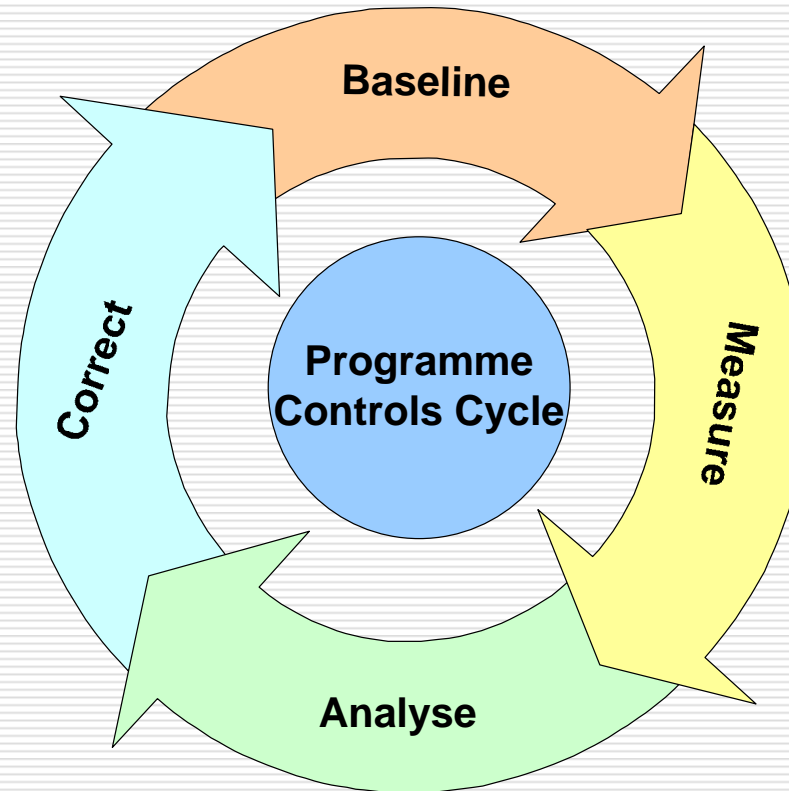 Baseline
Measure
Analyse
Correct
Programme
Controls Cycle